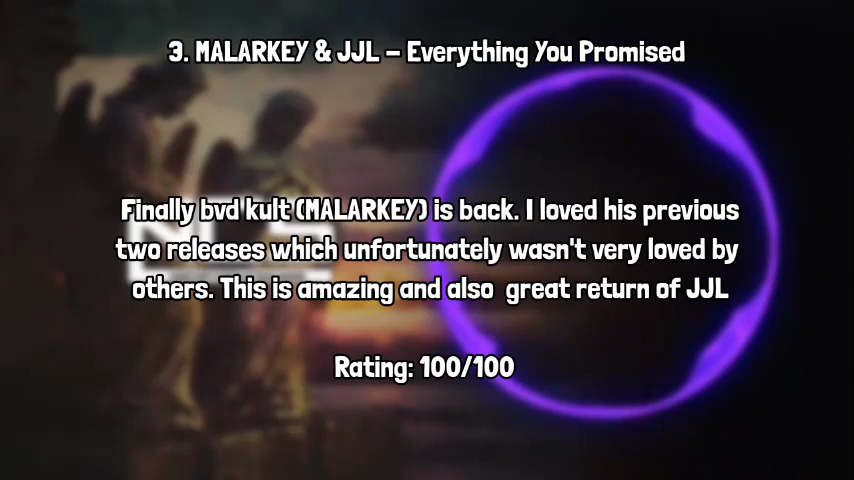 3. MALARKEY & JJL – Everything You Promised
Finally bvd kult (MALARKEY) is back. I loved his previous
two releases which unfortunately wasn't very loved by
others. This is amazing and also  great return of JJL
Rating: 100/100